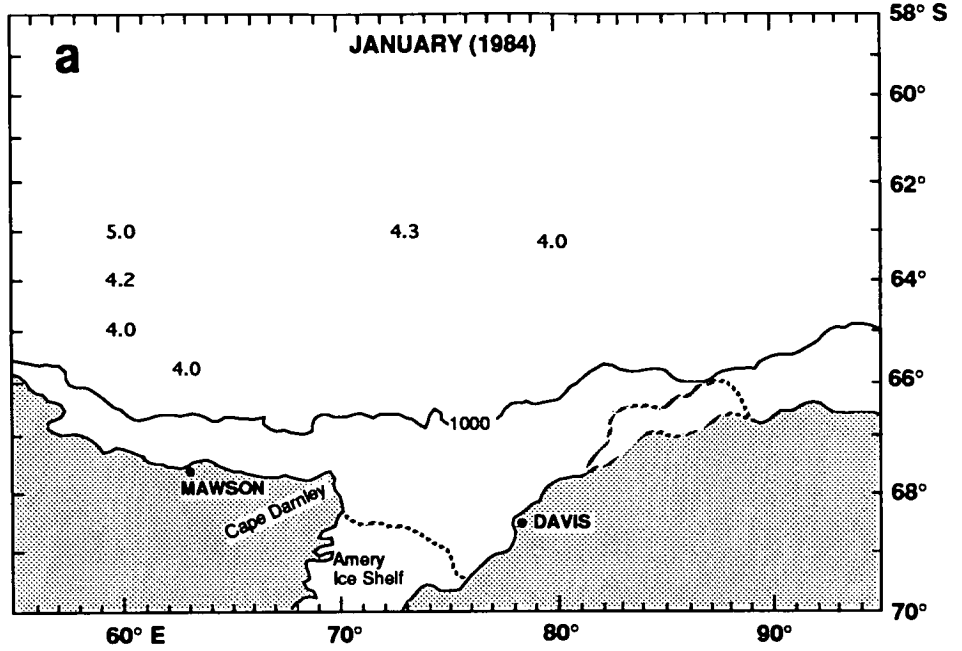 58° S
a
JANUARY (1984)
60°
62°
5.0
4.3
4.0
4.2
64°
4.0
4.0
66°
1000
MAWSON
Cape Darnley
68°
DAVIS
Amery
Ice Shelf
70°
60° E
70°
80°
90°